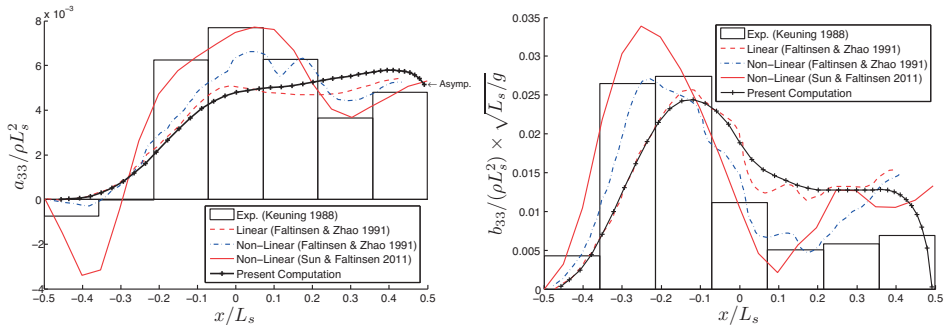 8 × 10⁻³
6
4
2
0
−2
−4
a₃₃/ρL²ₛ
−0.5 −0.4 −0.3 −0.2 −0.1 0 0.1 0.2 0.3 0.4 0.5
x/Lₛ
←Asymp.
Exp. (Keuning 1988)
Linear (Faltinsen & Zhao 1991)
Non−Linear (Faltinsen & Zhao 1991)
Non−Linear (Sun & Faltinsen 2011)
Present Computation
0.035
0.03
0.025
0.02
0.015
0.01
0.005
0
b₃₃/(ρL²ₛ) × √Lₛ/g
−0.5 −0.4 −0.3 −0.2 −0.1 0 0.1 0.2 0.3 0.4 0.5
x/Lₛ
Exp. (Keuning 1988)
Linear (Faltinsen & Zhao 1991)
Non−Linear (Faltinsen & Zhao 1991)
Non−Linear (Sun & Faltinsen 2011)
Present Computation